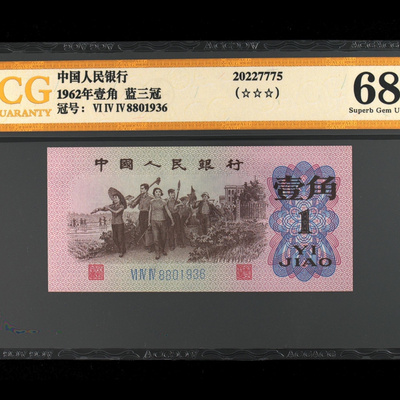 CG
UARANTY
中国人民银行
1962年壹角 蓝三冠
冠号: VI IV IV 8801936
20227775
(☆☆☆)
68
Superb Gem U
中國人民銀行
壹角
1
YI
JIAO
VI IV IV 8801936